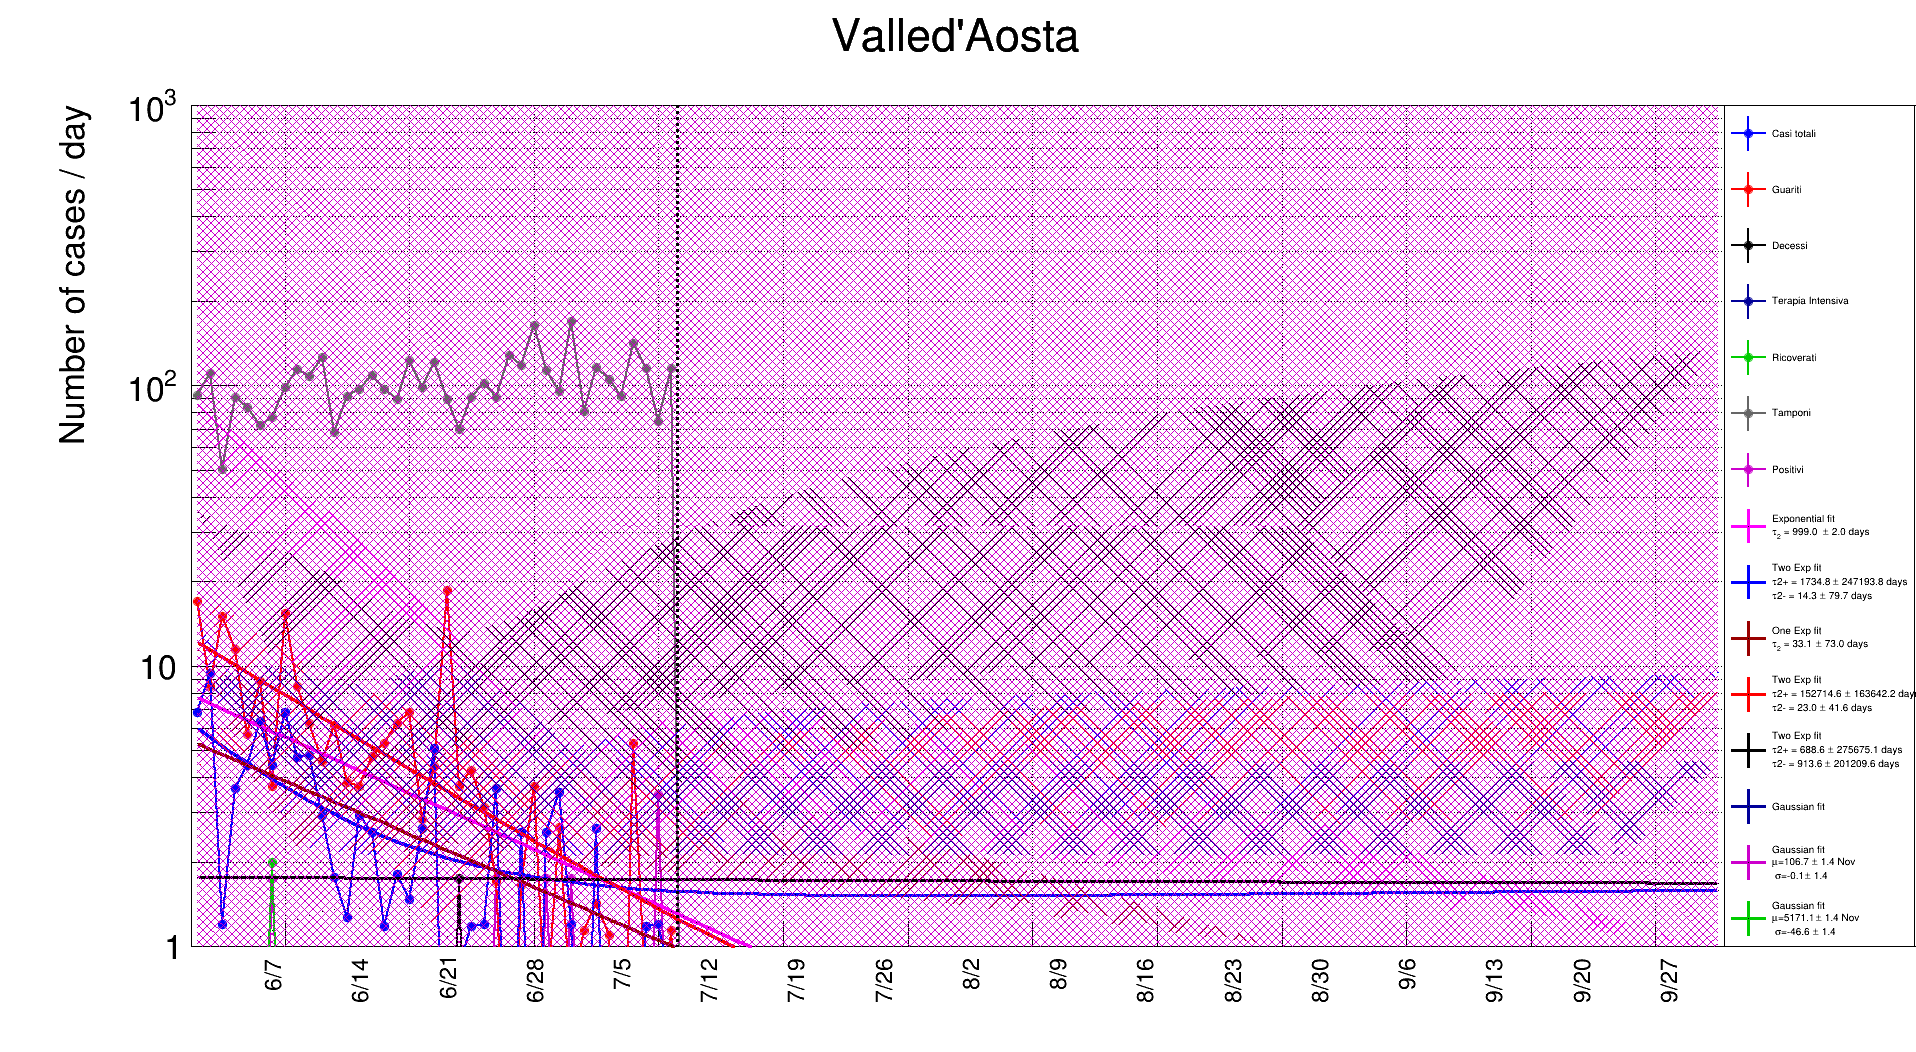 Valled'Aosta
Number of cases / day
10³
10²
10
1
6/7
6/14
6/21
6/28
7/5
7/12
7/19
7/26
8/2
8/9
8/16
8/23
8/30
9/6
9/13
9/20
9/27
Casi totali
Guariti
Decessi
Terapia Intensiva
Ricoverati
Tamponi
Positivi
Exponential fit
τ₂ = 999.0 ± 2.0 days
Two Exp fit
τ2+ = 1734.8 ± 247193.8 days
τ2- = 14.3 ± 79.7 days
One Exp fit
τ₂ = 33.1 ± 73.0 days
Two Exp fit
τ2+ = 152714.6 ± 163642.2 day
τ2- = 23.0 ± 41.6 days
Two Exp fit
τ2+ = 688.6 ± 275675.1 days
τ2- = 913.6 ± 201209.6 days
Gaussian fit
Gaussian fit
μ=106.7 ± 1.4 Nov
σ=-0.1± 1.4
Gaussian fit
μ=5171.1± 1.4 Nov
σ=-46.6 ± 1.4